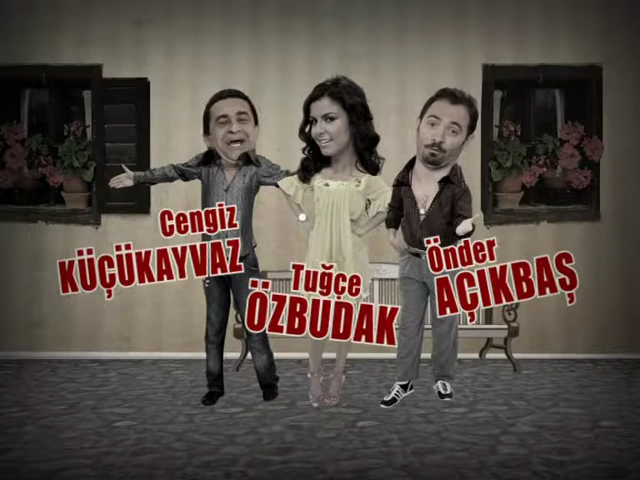 Cengiz
KÜÇÜKAYVAZ
Tuğçe
ÖZBUDAK
Önder
AÇIKBAŞ